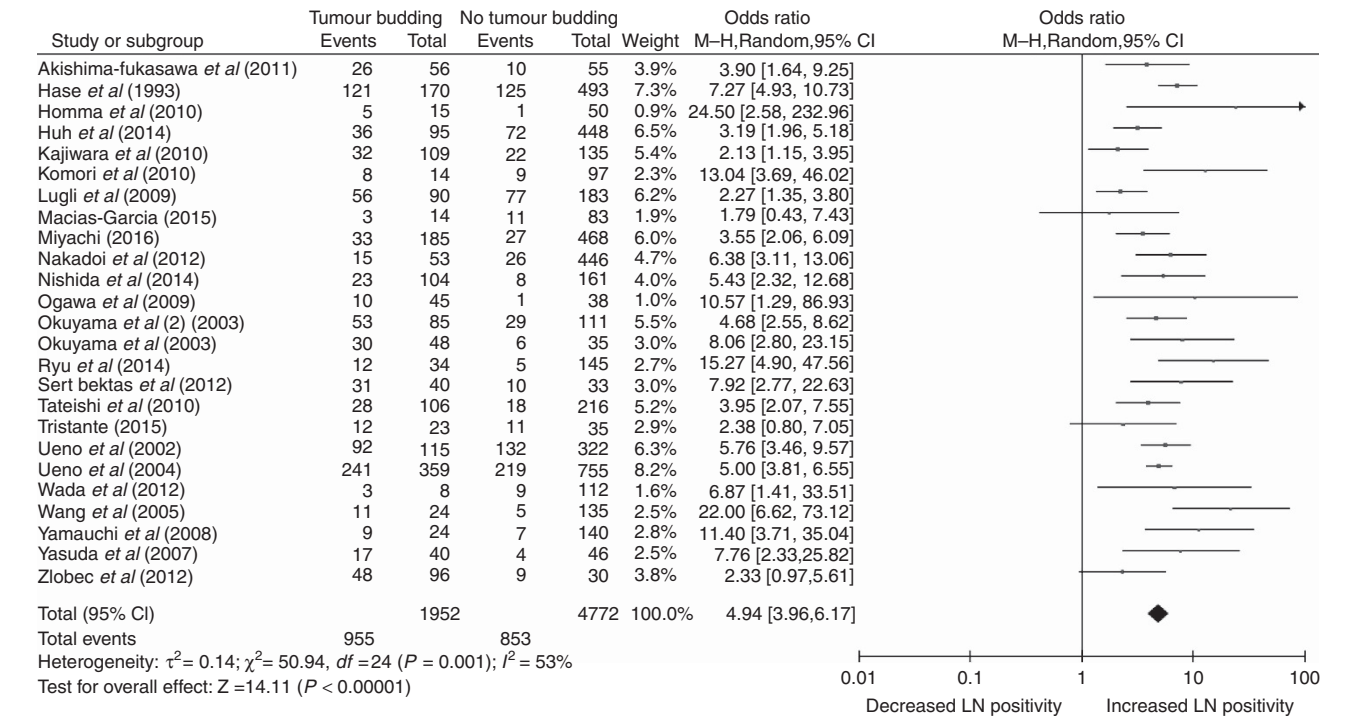 Tumour budding No tumour budding Odds ratio Odds ratio
Study or subgroup Events Total Events Total Weight M–H,Random,95% CI M–H,Random,95% CI
Akishima-fukasawa et al (2011) 26 56 10 55 3.9% 3.90 [1.64, 9.25]
Hase et al (1993) 121 170 125 493 7.3% 7.27 [4.93, 10.73]
Homma et al (2010) 5 15 1 50 0.9% 24.50 [2.58, 232.96]
Huh et al (2014) 36 95 72 448 6.5% 3.19 [1.96, 5.18]
Kajiwara et al (2010) 32 109 22 135 5.4% 2.13 [1.15, 3.95]
Komori et al (2010) 8 14 9 97 2.3% 13.04 [3.69, 46.02]
Lugli et al (2009) 56 90 77 183 6.2% 2.27 [1.35, 3.80]
Macias-Garcia (2015) 3 14 11 83 1.9% 1.79 [0.43, 7.43]
Miyachi (2016) 33 185 27 468 6.0% 3.55 [2.06, 6.09]
Nakadoi et al (2012) 15 53 26 446 4.7% 6.38 [3.11, 13.06]
Nishida et al (2014) 23 104 8 161 4.0% 5.43 [2.32, 12.68]
Ogawa et al (2009) 10 45 1 38 1.0% 10.57 [1.29, 86.93]
Okuyama et al (2) (2003) 53 85 29 111 5.5% 4.68 [2.55, 8.62]
Okuyama et al (2003) 30 48 6 35 3.0% 8.06 [2.80, 23.15]
Ryu et al (2014) 12 34 5 145 2.7% 15.27 [4.90, 47.56]
Sert bektas et al (2012) 31 40 10 33 3.0% 7.92 [2.77, 22.63]
Tateishi et al (2010) 28 106 18 216 5.2% 3.95 [2.07, 7.55]
Tristante (2015) 12 23 11 35 2.9% 2.38 [0.80, 7.05]
Ueno et al (2002) 92 115 132 322 6.3% 5.76 [3.46, 9.57]
Ueno et al (2004) 241 359 219 755 8.2% 5.00 [3.81, 6.55]
Wada et al (2012) 3 8 9 112 1.6% 6.87 [1.41, 33.51]
Wang et al (2005) 11 24 5 135 2.5% 22.00 [6.62, 73.12]
Yamauchi et al (2008) 9 24 7 140 2.8% 11.40 [3.71, 35.04]
Yasuda et al (2007) 17 40 4 46 2.5% 7.76 [2.33,25.82]
Zlobec et al (2012) 48 96 9 30 3.8% 2.33 [0.97,5.61]
Total (95% CI) 1952 4772 100.0% 4.94 [3.96,6.17]
Total events 955 853
Heterogeneity: τ²= 0.14; χ²= 50.94, df =24 (P = 0.001); I² = 53%
Test for overall effect: Z =14.11 (P < 0.00001)
0.01 0.1 1 10 100
Decreased LN positivity Increased LN positivity